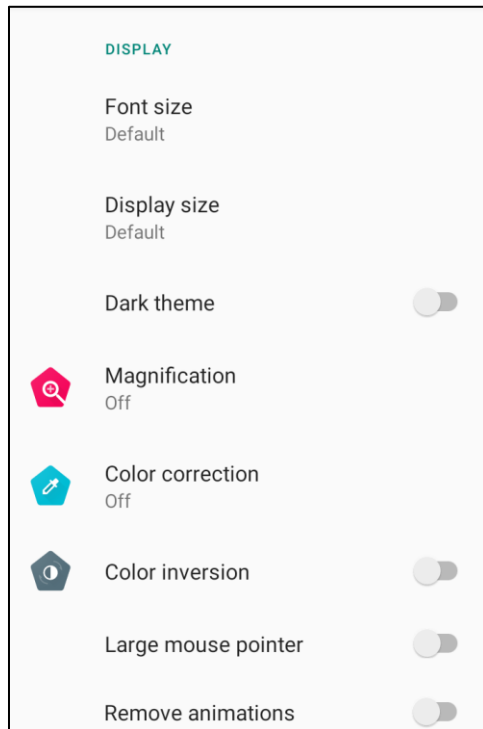 DISPLAY
Font size
Default
Display size
Default
Dark theme
Magnification
Off
Color correction
Off
Color inversion
Large mouse pointer
Remove animations